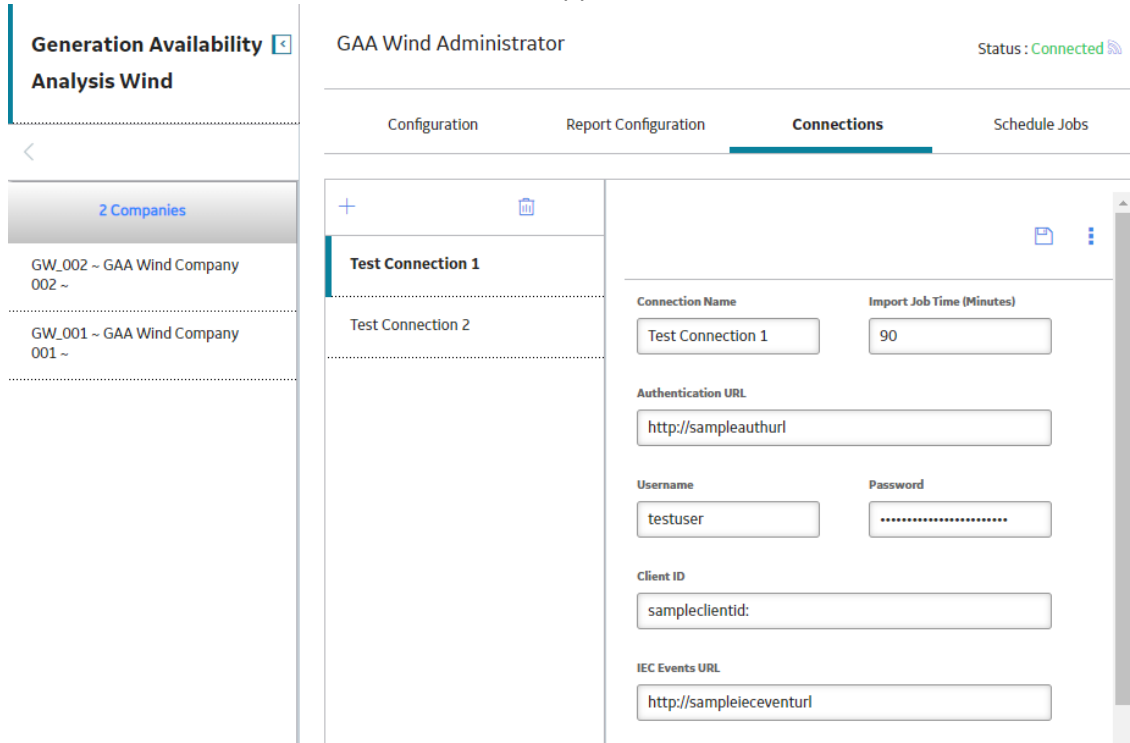 Generation Availability
Analysis Wind
2 Companies
GW_002 ~ GAA Wind Company
002 ~
GW_001 ~ GAA Wind Company
001 ~
GAA Wind Administrator
Status : Connected
Configuration
Report Configuration
Connections
Schedule Jobs
Test Connection 1
Test Connection 2
Connection Name
Import Job Time (Minutes)
Test Connection 1
90
Authentication URL
http://sampleauthurl
Username
Password
testuser
••••••••••••••••••••••••
Client ID
sampleclientid:
IEC Events URL
http://sampleieceventurl